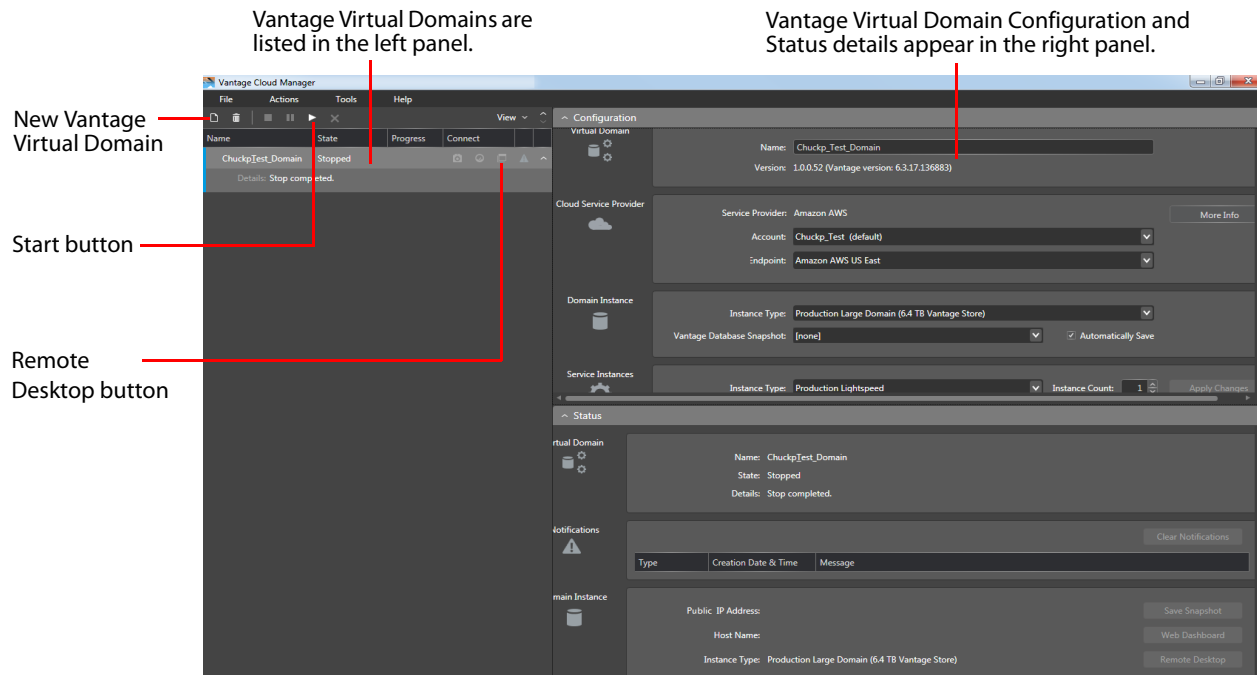 Vantage Virtual Domains are
listed in the left panel.
Vantage Virtual Domain Configuration and
Status details appear in the right panel.
New Vantage
Virtual Domain
Start button
Remote
Desktop button
Vantage Cloud Manager
File Actions Tools Help
View
Name State Progress Connect
ChuckpTest_Domain Stopped
Details: Stop completed.
Configuration
Virtual Domain
Name: Chuckp_Test_Domain
Version: 1.0.0.52 (Vantage version: 6.3.17.136883)
Cloud Service Provider
Service Provider: Amazon AWS
More Info
Account: Chuckp_Test (default)
Endpoint: Amazon AWS US East
Domain Instance
Instance Type: Production Large Domain (6.4 TB Vantage Store)
Vantage Database Snapshot: [none] Automatically Save
Service Instances
Instance Type: Production Lightspeed Instance Count: 1 Apply Changes
Status
rtual Domain
Name: ChuckpTest_Domain
State: Stopped
Details: Stop completed.
Notifications
Clear Notifications
Type Creation Date & Time Message
main Instance
Public IP Address: Save Snapshot
Host Name: Web Dashboard
Instance Type: Production Large Domain (6.4 TB Vantage Store) Remote Desktop